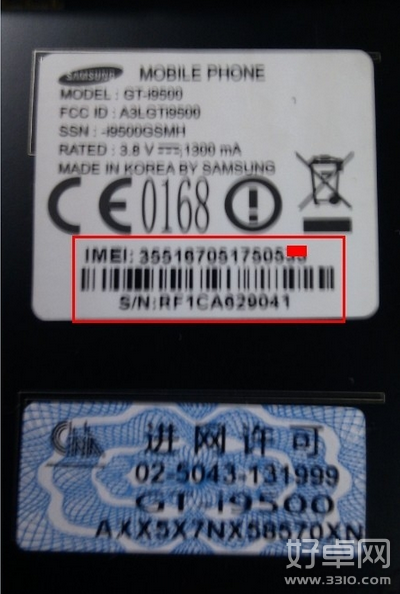 SAMSUNG MOBILE PHONE
MODEL : GT-i9500
FCC ID : A3LGTi9500
SSN : -i9500GSMH
RATED : 3.8 V 1300 mA
MADE IN KOREA BY SAMSUNG
CE 0168
IMEI: 3551670517505
S/N:RF1CA629041
进网许可
02-5043-131999
GT-i9500
AXX5X7NX58570XN
好卓网
www.33IO.com